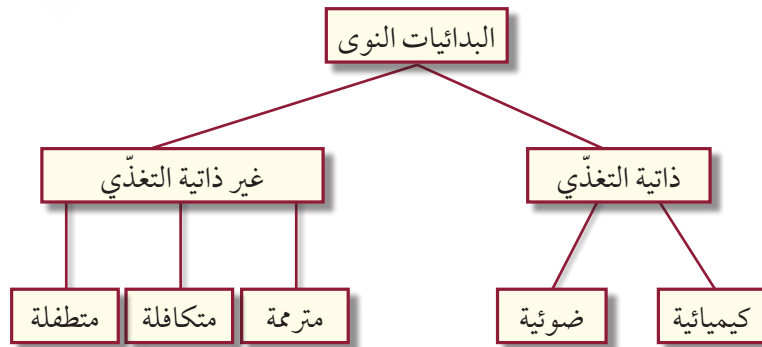 البدائيات النوى
ذاتية التغذّي
غير ذاتية التغذّي
كيميائية
ضوئية
مترممة
متكافلة
متطفلة